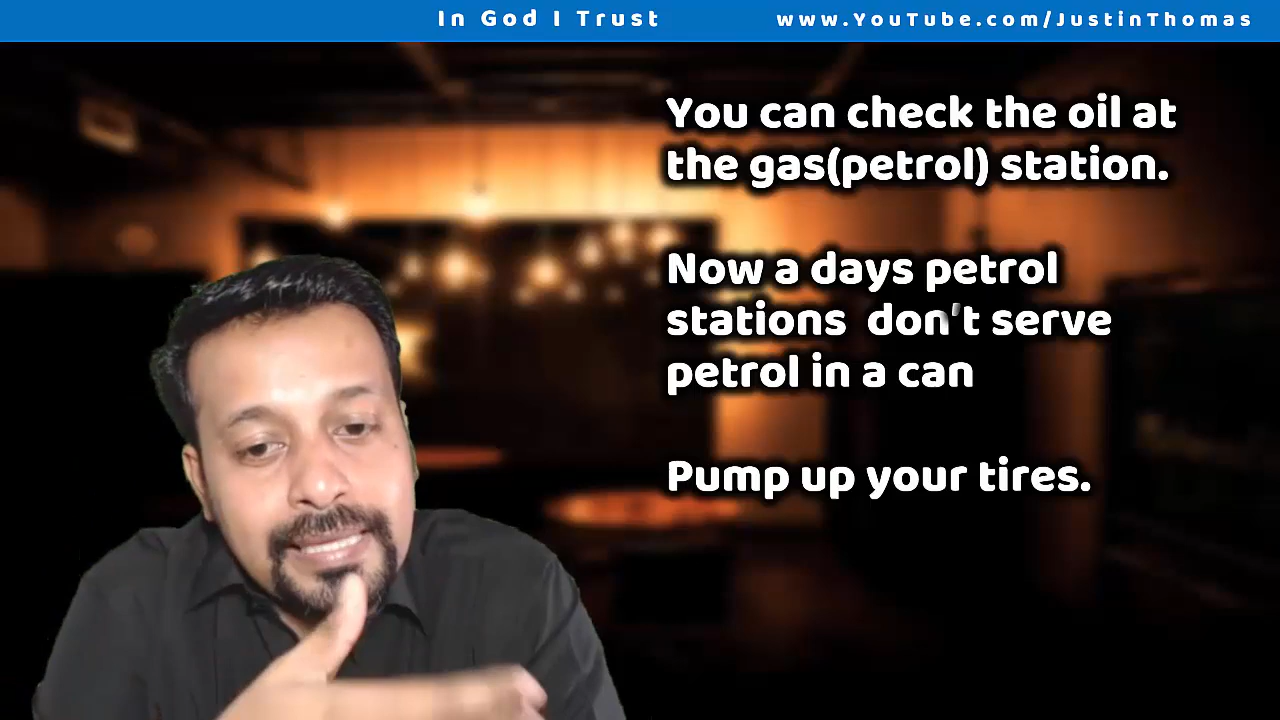 In God I Trust
www.YouTube.com/JustinThomas
You can check the oil at
the gas(petrol) station.
Now a days petrol
stations don't serve
petrol in a can
Pump up your tires.